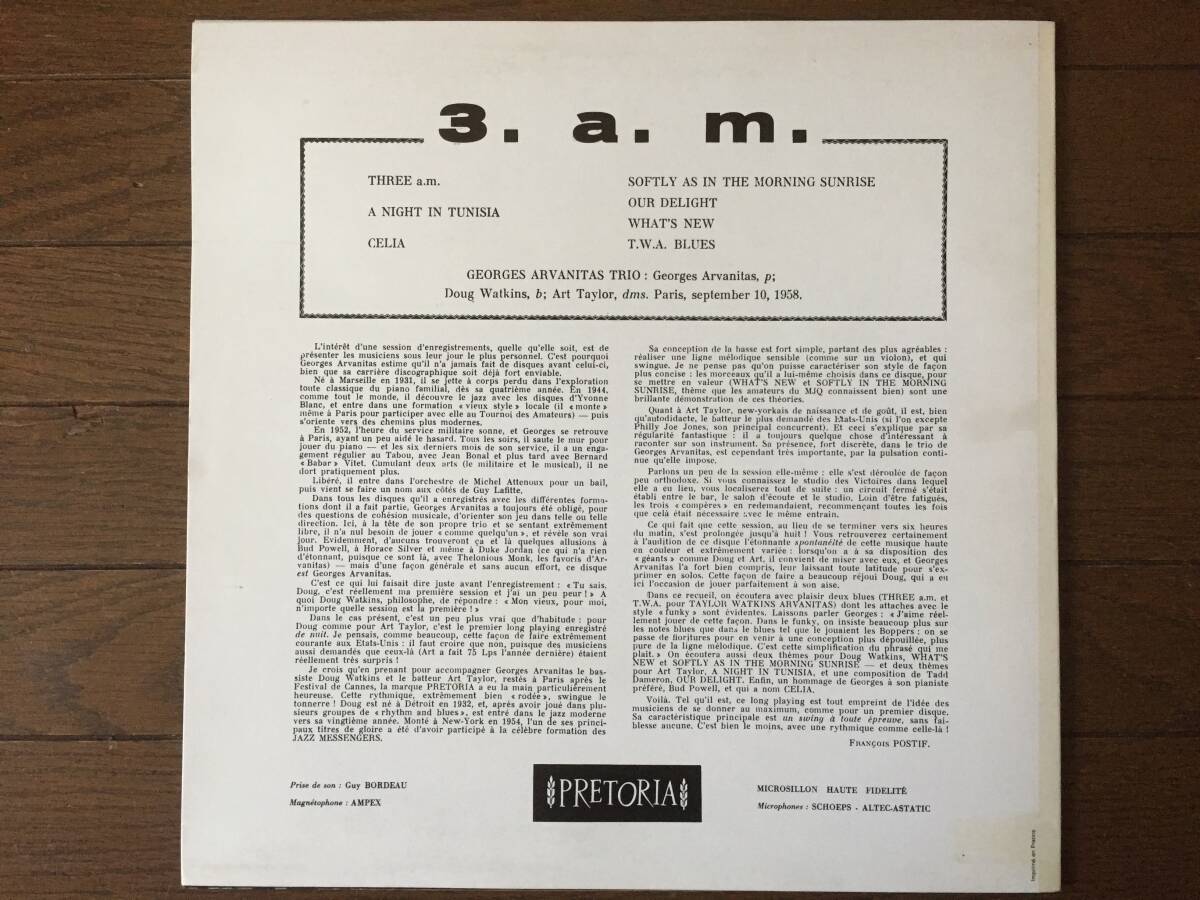 3. a. m.
THREE a.m.
A NIGHT IN TUNISIA
CELIA
SOFTLY AS IN THE MORNING SUNRISE
OUR DELIGHT
WHAT'S NEW
T.W.A. BLUES
GEORGES ARVANITAS TRIO : Georges Arvanitas, p;
Doug Watkins, b; Art Taylor, dms. Paris, september 10, 1958.
L'intérêt d'une session d'enregistrements, quelle qu'elle soit, est de
présenter les musiciens sous leur jour le plus personnel. C'est pourquoi
Georges Arvanitas estime qu'il n'a jamais fait de disques avant celui-ci,
bien que sa carrière discographique soit déjà fort enviable.
Né à Marseille en 1931, il se jette à corps perdu dans l'exploration
toute classique du piano familial, dès sa quatrième année. En 1944,
comme tout le monde, il découvre le jazz avec les disques d'Yvonne
Blanc, et entre dans une formation « vieux style » locale (il « monte »
même à Paris pour participer avec elle au Tournoi des Amateurs) — puis
s'oriente vers des chemins plus modernes.
En 1952, l'heure du service militaire sonne, et Georges se retrouve
à Paris, ayant un peu aidé le hasard. Tous les soirs, il saute le mur pour
jouer du piano — et les six derniers mois de son service, il a un enga-
gement régulier au Tabou, avec Jean Bonal et plus tard avec Bernard
« Babar » Vitet. Cumulant deux arts (le militaire et le musical), il ne
dort pratiquement plus.
Libéré, il entre dans l'orchestre de Michel Attenoux pour un bail,
puis vient se faire un nom aux côtés de Guy Lafitte.
Dans tous les disques qu'il a enregistrés avec les différentes forma-
tions dont il a fait partie, Georges Arvanitas a toujours été obligé, pour
des questions de cohésion musicale, d'orienter son jeu dans telle ou telle
direction. Ici, à la tête de son propre trio et se sentant extrêmement
libre, il n'a nul besoin de jouer « comme quelqu'un », et révèle son vrai
jour. Evidemment, d'aucuns trouveront ça et là quelques allusions à
Bud Powell, à Horace Silver et même à Duke Jordan (ce qui n'a rien
d'étonnant, puisque ce sont là, avec Thelonious Monk, les favoris d'Ar-
vanitas) — mais d'une façon générale et sans aucun effort, ce disque
est Georges Arvanitas.
C'est ce qui lui faisait dire juste avant l'enregistrement : « Tu sais,
Doug, c'est réellement ma première session et j'ai un peu peur ! » A
quoi Doug Watkins, philosophe, de répondre : « Mon vieux, pour moi,
n'importe quelle session est la première ! »
Dans le cas présent, c'est un peu plus vrai que d'habitude : pour
Doug comme pour Art Taylor, c'est le premier long playing enregistré
de nuit. Je pensais, comme beaucoup, cette façon de faire extrêmement
courante aux Etats-Unis : il faut croire que non, puisque des musiciens
aussi demandés que ceux-là (Art a fait 75 Lps l'année dernière) étaient
réellement très surpris !
Je crois qu'en prenant pour accompagner Georges Arvanitas le bas-
siste Doug Watkins et le batteur Art Taylor, restés à Paris après le
Festival de Cannes, la marque PRETORIA a eu la main particulièrement
heureuse. Cette rythmique, extrêmement bien « rodée », swingue le
tonnerre ! Doug est né à Détroit en 1932, et, après avoir joué dans plu-
sieurs groupes de « rhythm and blues », est entré dans le jazz moderne
vers sa vingtième année. Monté à New-York en 1954, l'un de ses princi-
paux titres de gloire a été d'avoir participé à la célèbre formation des
JAZZ MESSENGERS.
Sa conception de la basse est fort simple, partant des plus agréables :
réaliser une ligne mélodique sensible (comme sur un violon), et qui
swingue. Je ne pense pas qu'on puisse caractériser son style de façon
plus concise : les morceaux qu'il a lui-même choisis dans ce disque, pour
se mettre en valeur (WHAT'S NEW et SOFTLY IN THE MORNING
SUNRISE, thème que les amateurs du MJQ connaissent bien) sont une
brillante démonstration de ces théories.
Quant à Art Taylor, new-yorkais de naissance et de goût, il est, bien
qu'autodidacte, le batteur le plus demandé des Etats-Unis (si l'on excepte
Philly Joe Jones, son principal concurrent). Et ceci s'explique par sa
régularité fantastique : il a toujours quelque chose d'intéressant à
raconter sur son instrument. Sa présence, fort discrète, dans le trio de
Georges Arvanitas, est cependant très importante, par la pulsation conti-
nue qu'elle impose.
Parlons un peu de la session elle-même : elle s'est déroulée de façon
peu orthodoxe. Si vous connaissez le studio des Victoires dans lequel
elle a eu lieu, vous localiserez tout de suite : un circuit fermé s'était
établi entre le bar, le salon d'écoute et le studio. Loin d'être fatigués,
les trois « compères » en redemandaient, recommençant toutes les fois
que cela était nécessaire avec le même entrain.
Ce qui fait que cette session, au lieu de se terminer vers six heures
du matin, s'est prolongée jusqu'à huit ! Vous retrouverez certainement
à l'audition de ce disque l'étonnante spontanéité de cette musique haute
en couleur et extrêmement variée : lorsqu'on a à sa disposition des
« géants » comme Doug et Art, il convient de miser avec eux, et Georges
Arvanitas l'a fort bien compris, leur laissant toute latitude pour s'ex-
primer en solos. Cette façon de faire a beaucoup réjoui Doug, qui a eu
ici l'occasion de jouer parfaitement à son aise.
Dans ce recueil, on écoutera avec plaisir deux blues (THREE a.m. et
T.W.A. pour TAYLOR WATKINS ARVANITAS) dont les attaches avec le
style « funky » sont évidentes. Laissons parler Georges : « J'aime réel-
lement jouer de cette façon. Dans le funky, on insiste beaucoup plus sur
les notes blues que dans le blues tel que le jouaient les Boppers : on se
passe de fioritures pour en venir à une conception plus dépouillée, plus
pure de la ligne mélodique. C'est cette simplification du phrasé qui me
plait. » On écoutera aussi deux thèmes pour Doug Watkins, WHAT'S
NEW et SOFTLY AS IN THE MORNING SUNRISE — et deux thèmes
pour Art Taylor, A NIGHT IN TUNISIA, et une composition de Tadd
Dameron, OUR DELIGHT. Enfin, un hommage de Georges à son pianiste
préféré, Bud Powell, et qui a nom CELIA.
Voilà. Tel qu'il est, ce long playing est tout empreint de l'idée des
musiciens de se donner au maximum, comme pour un premier disque.
Sa caractéristique principale est un swing à toute épreuve, sans fai-
blesse aucune. C'est bien le moins, avec une rythmique comme celle-là !
François POSTIF.
Prise de son : Guy BORDEAU
Magnétophone : AMPEX
PRETORIA
MICROSILLON HAUTE FIDELITÉ
Microphones : SCHOEPS - ALTEC-ASTATIC
Imprimé en France